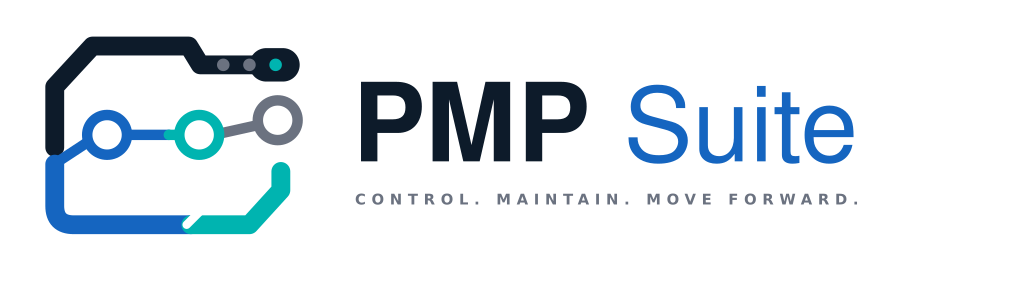 PMP Suite
CONTROL. MAINTAIN. MOVE FORWARD.